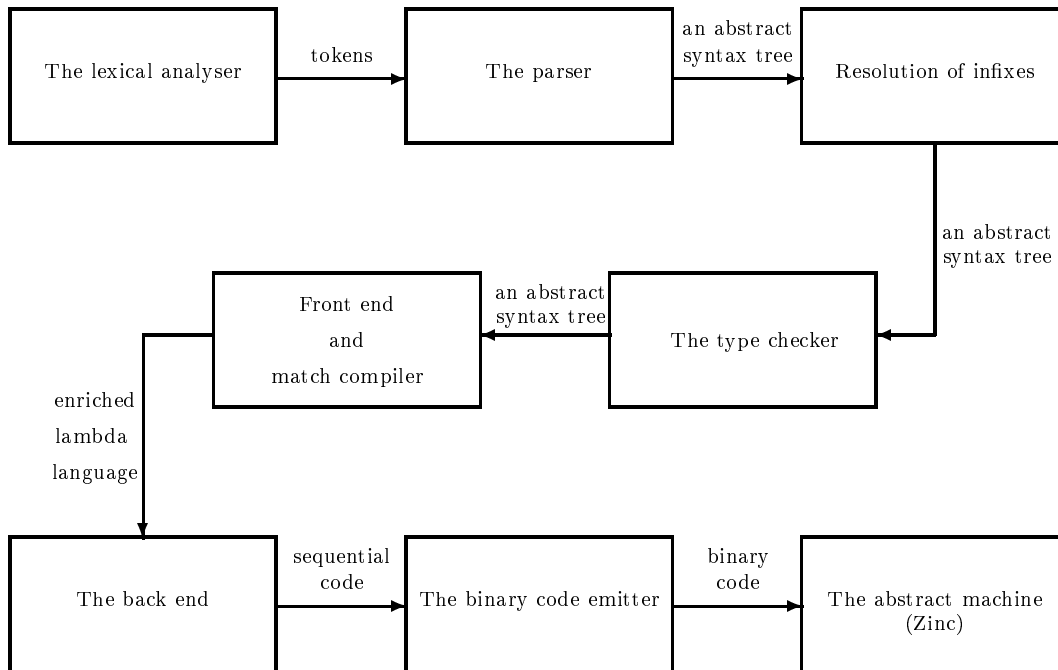 The lexical analyser
tokens
The parser
an abstract
syntax tree
Resolution of infixes
an abstract
syntax tree
The type checker
an abstract
syntax tree
Front end
and
match compiler
enriched
lambda
language
The back end
sequential
code
The binary code emitter
binary
code
The abstract machine
(Zinc)